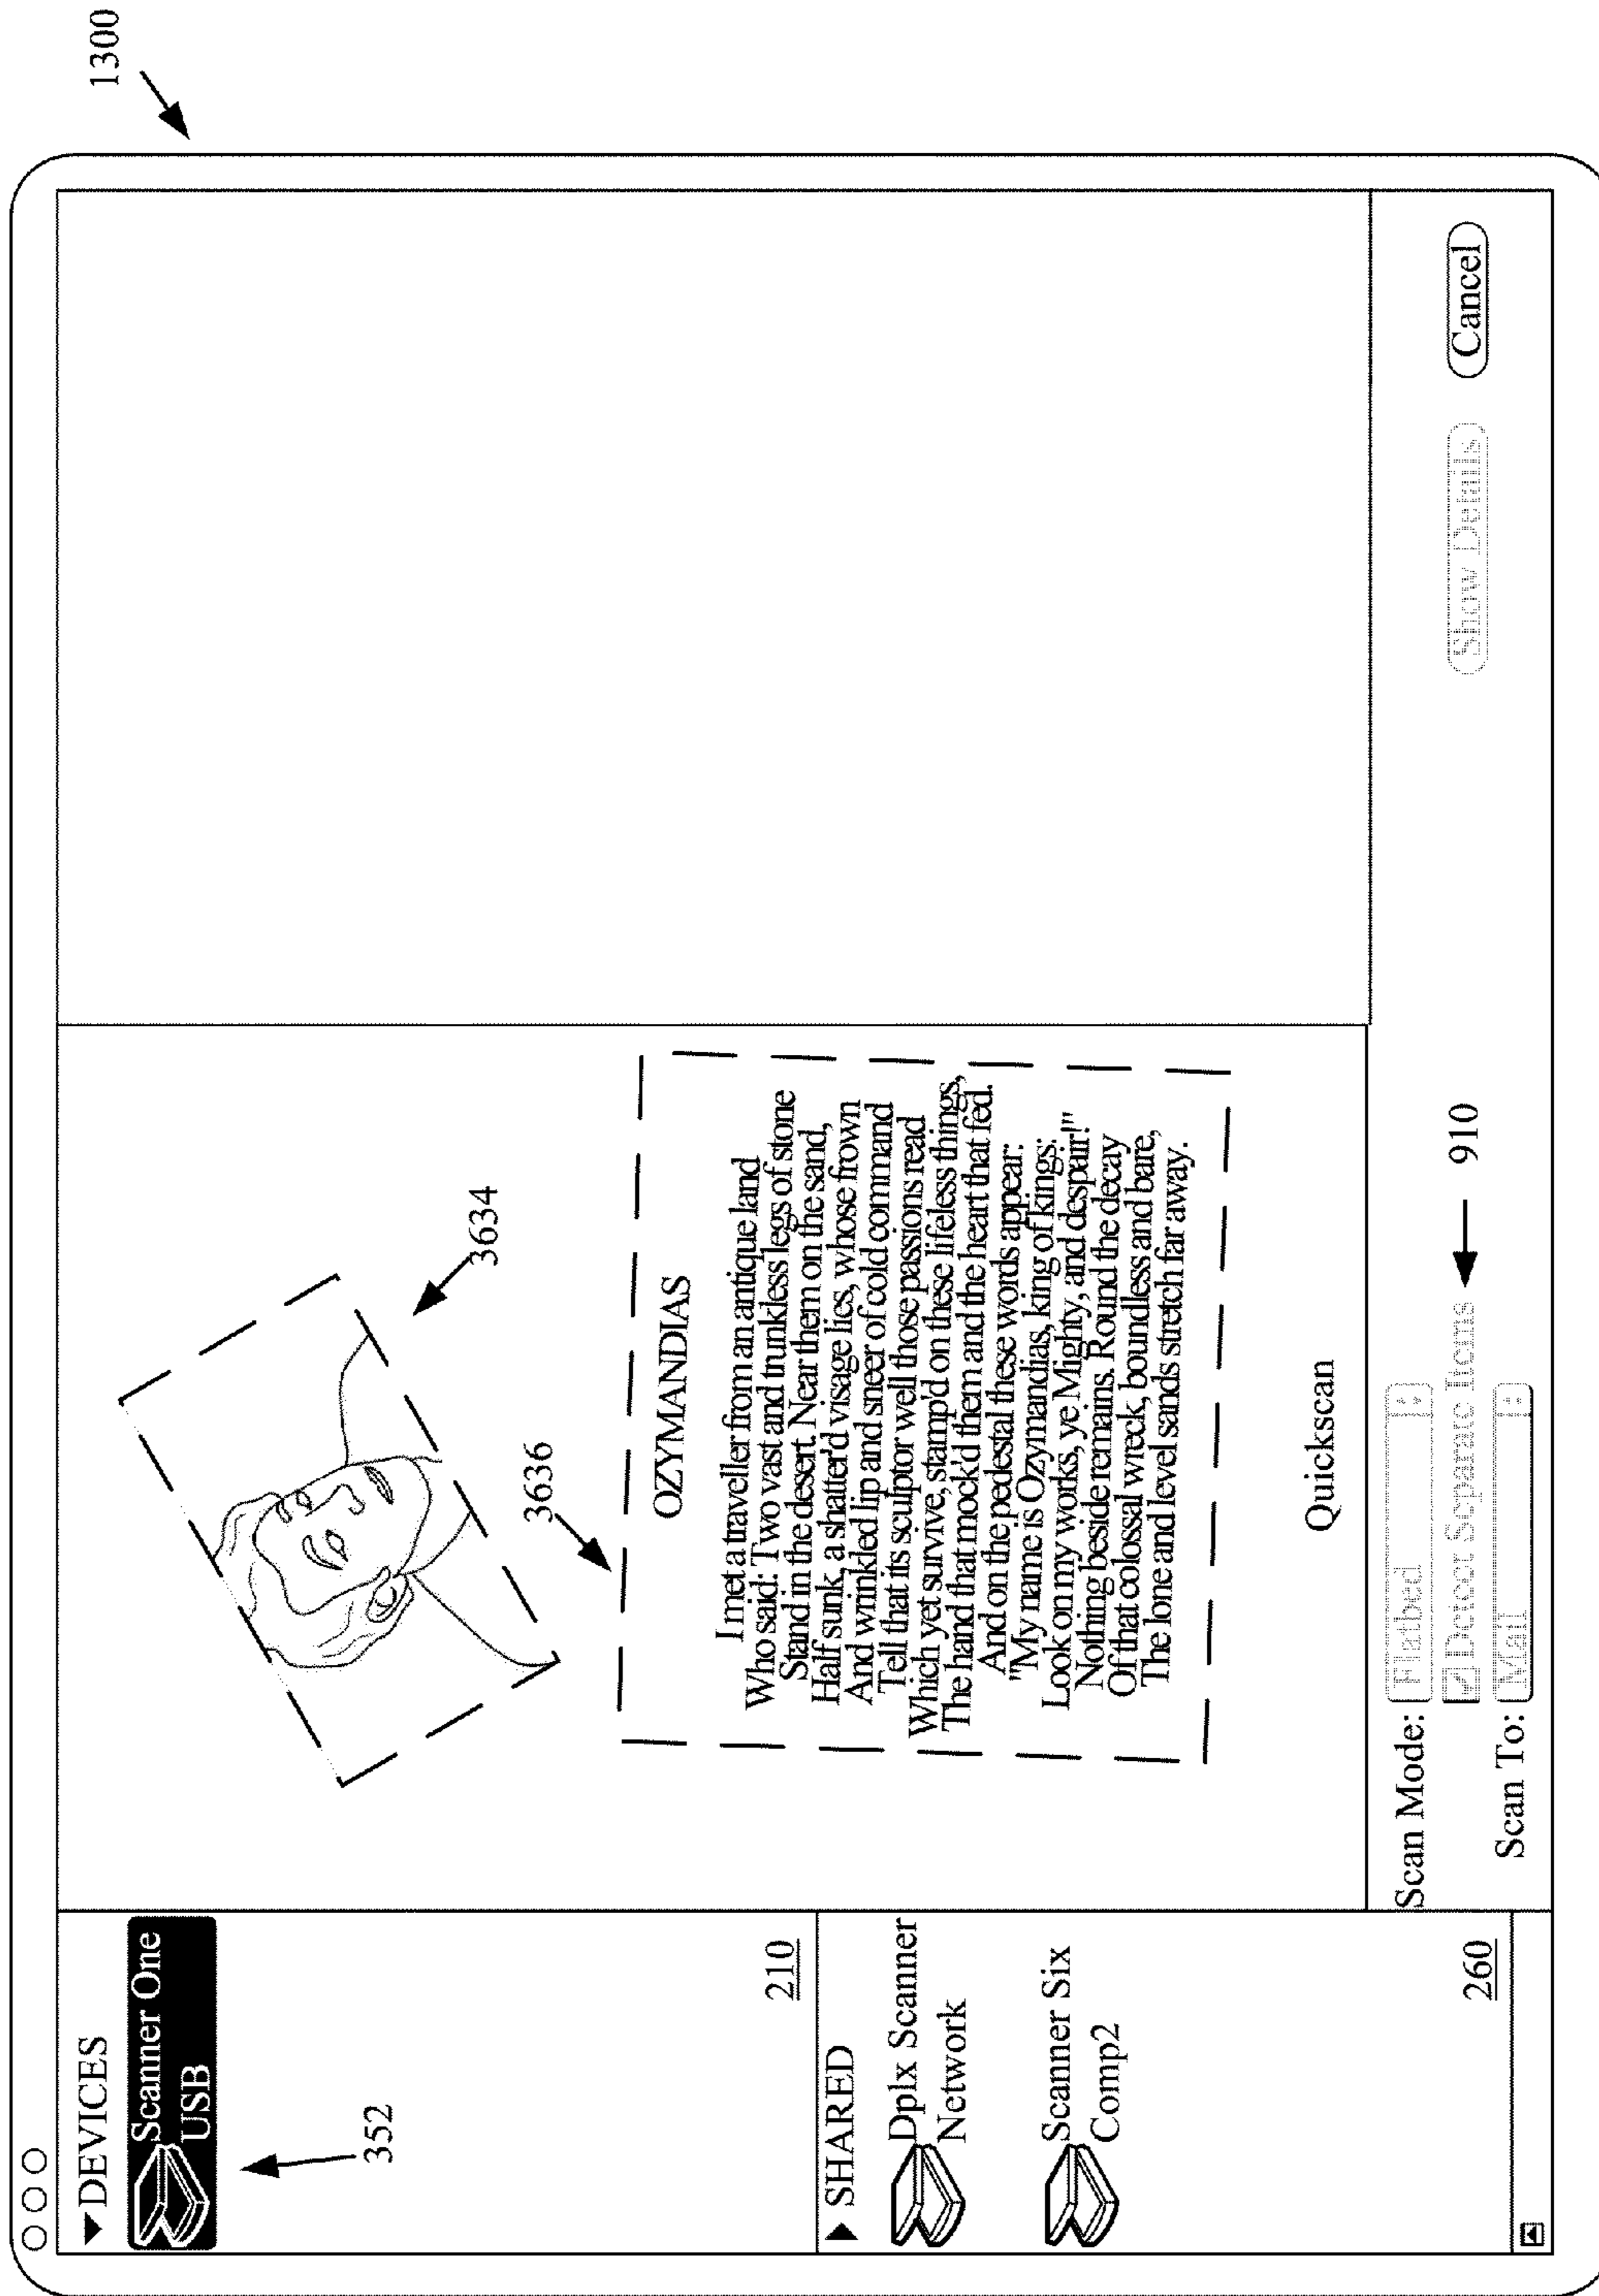 1300
▼DEVICES
Scanner One
USB
352
210
▶ SHARED
Dplx Scanner
Network
Scanner Six
Comp2
260
3634
3636
OZYMANDIAS
I met a traveller from an antique land
Who said: Two vast and trunkless legs of stone
Stand in the desert. Near them on the sand,
Half sunk, a shatter'd visage lies, whose frown
And wrinkled lip and sneer of cold command
Tell that its sculptor well those passions read
Which yet survive, stamp'd on these lifeless things,
The hand that mock'd them and the heart that fed.
And on the pedestal these words appear:
"My name is Ozymandias, king of kings:
Look on my works, ye Mighty, and despair!"
Nothing beside remains. Round the decay
Of that colossal wreck, boundless and bare,
The lone and level sands stretch far away.
Quickscan
Scan Mode: Flatbed
Detect Separate Items 910
Scan To: Mail
Show Details
Cancel